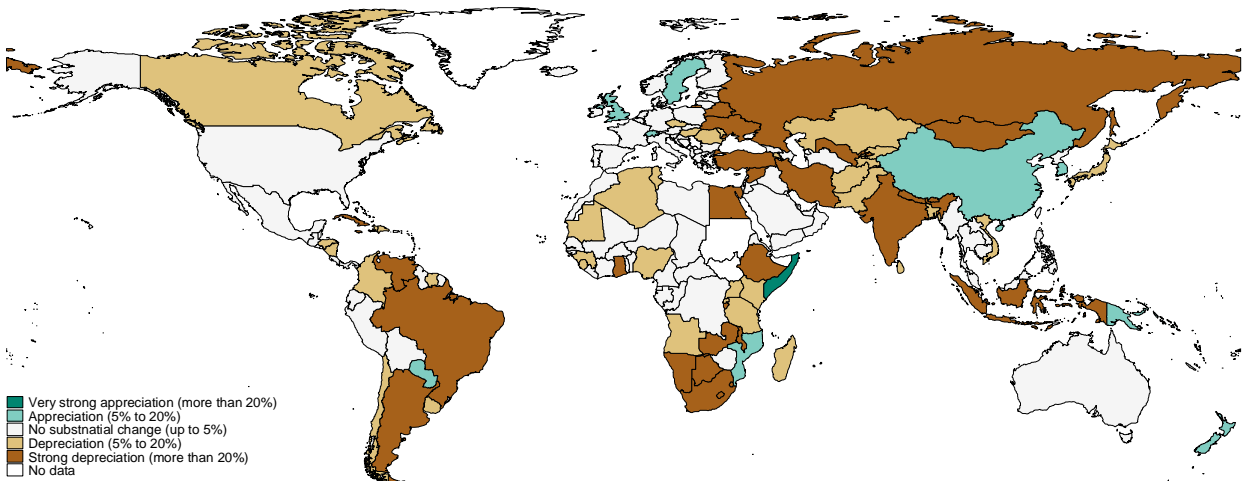 Very strong appreciation (more than 20%)
Appreciation (5% to 20%)
No substnatial change (up to 5%)
Depreciation (5% to 20%)
Strong depreciation (more than 20%)
No data